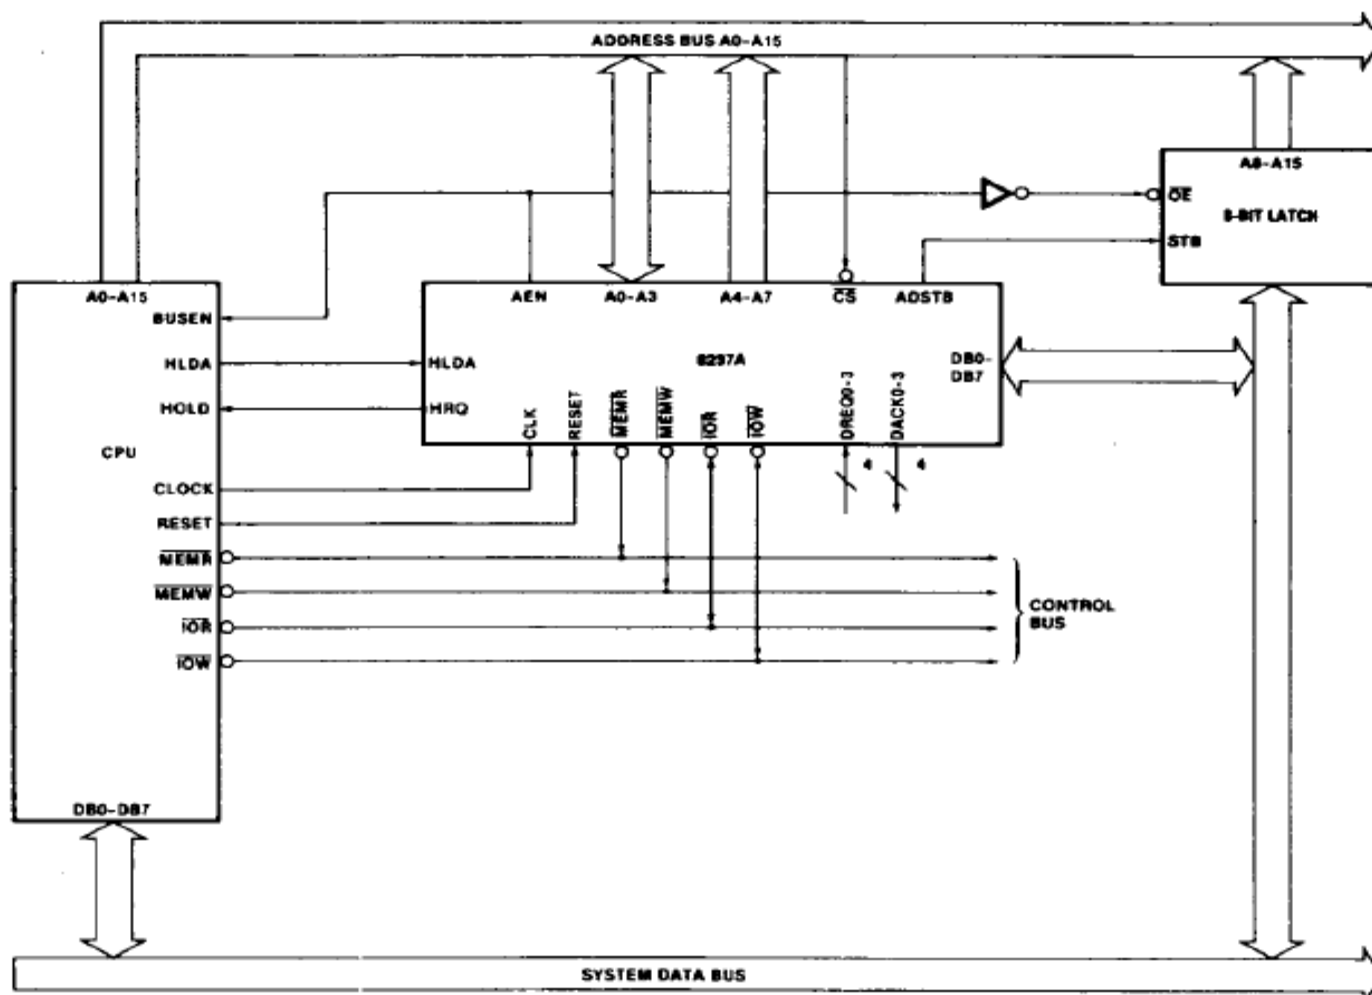 ADDRESS BUS A0-A15
A8-A15
OE
8-BIT LATCH
STB
A0-A15
BUSEN
HLDA
HOLD
CPU
CLOCK
RESET
MEMR
MEMW
IOR
IOW
DB0-DB7
AEN
A0-A3
A4-A7
CS
ADSTB
HLDA
8237A
DB0-
DB7
HRQ
CLK
RESET
MEMR
MEMW
IOR
IOW
DREQ0-3
DACK0-3
4
4
CONTROL
BUS
SYSTEM DATA BUS